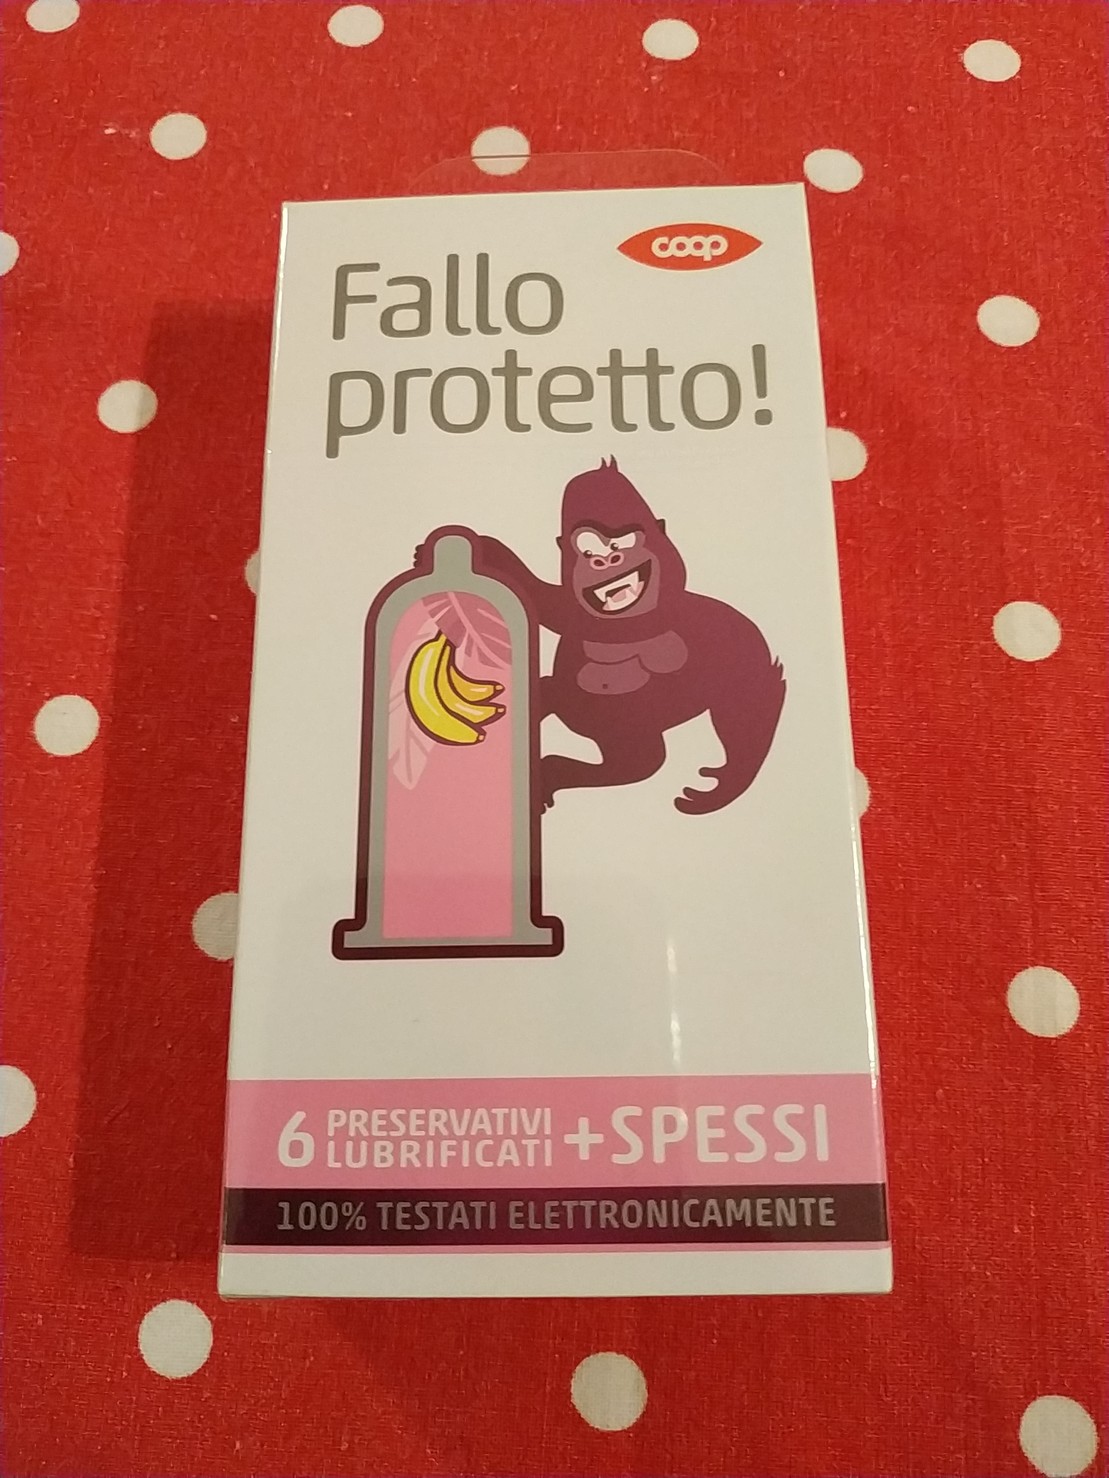 coop
Fallo
protetto!
6 PRESERVATIVI LUBRIFICATI +SPESSI
100% TESTATI ELETTRONICAMENTE